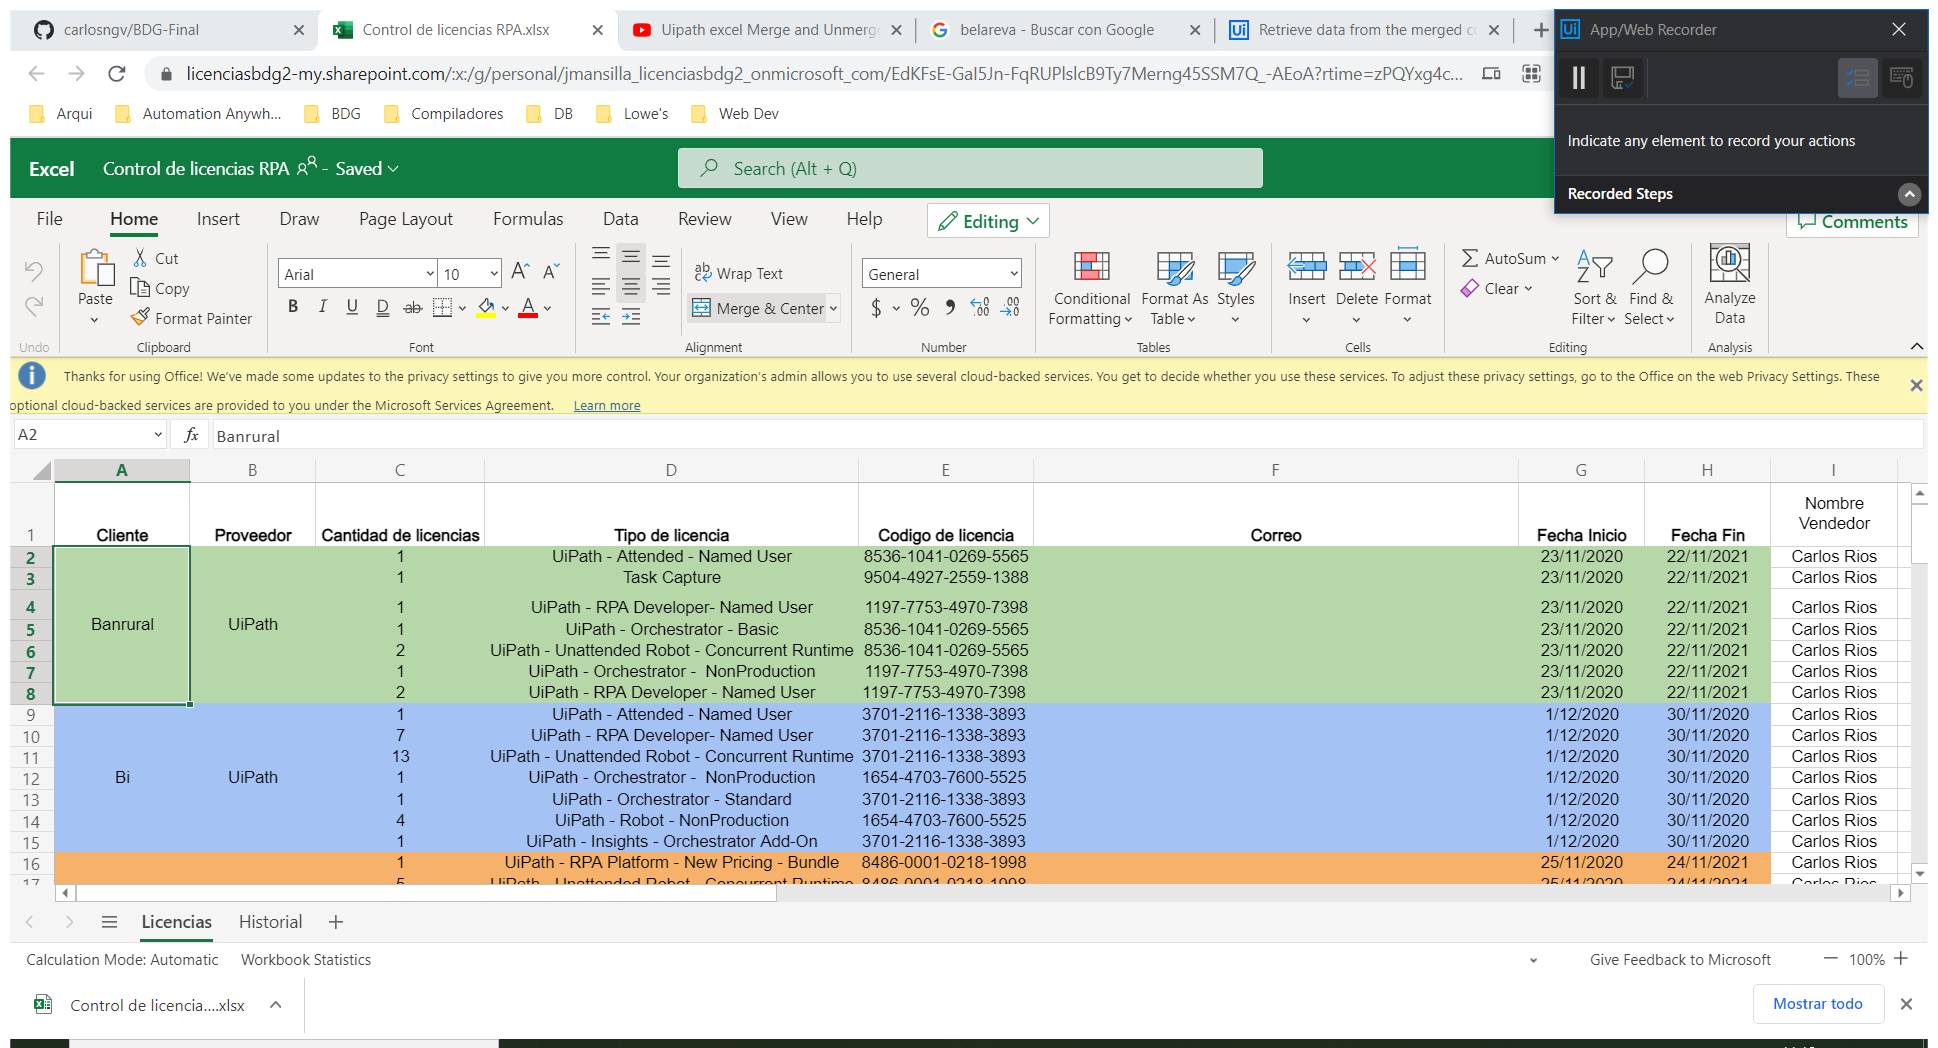 carlosngv/BDG-Final
Control de licencias RPA.xlsx
Uipath excel Merge and Unmerg
belareva - Buscar con Google
Retrieve data from the merged
App/Web Recorder
licenciasbdg2-my.sharepoint.com/:x:/g/personal/jmansilla_licenciasbdg2_onmicrosoft_com/EdKFsE-GaI5Jn-FqRUPlslcB9Ty7Merng45SSM7Q_-AEoA?rtime=zPQYxg4c...
Arqui
Automation Anywh...
BDG
Compiladores
DB
Lowe's
Web Dev
Indicate any element to record your actions
Recorded Steps
Excel
Control de licencias RPA - Saved
Search (Alt + Q)
File Home Insert Draw Page Layout Formulas Data Review View Help Editing Comments
Paste Cut Copy Format Painter
Arial 10
Wrap Text
Merge & Center
General
Conditional Formatting
Format As Table
Styles
Insert Delete Format
AutoSum
Clear
Sort & Filter
Find & Select
Analyze Data
Undo Clipboard Font Alignment Number Tables Cells Editing Analysis
Thanks for using Office! We've made some updates to the privacy settings to give you more control. Your organization's admin allows you to use several cloud-backed services. You get to decide whether you use these services. To adjust these privacy settings, go to the Office on the web Privacy Settings. These
optional cloud-backed services are provided to you under the Microsoft Services Agreement. Learn more
A2 fx Banrural
A B C D E F G H I
1 Cliente Proveedor Cantidad de licencias Tipo de licencia Codigo de licencia Correo Fecha Inicio Fecha Fin Nombre Vendedor
2 1 UiPath - Attended - Named User 8536-1041-0269-5565 23/11/2020 22/11/2021 Carlos Rios
3 1 Task Capture 9504-4927-2559-1388 23/11/2020 22/11/2021 Carlos Rios
4 1 UiPath - RPA Developer- Named User 1197-7753-4970-7398 23/11/2020 22/11/2021 Carlos Rios
Banrural UiPath
5 1 UiPath - Orchestrator - Basic 8536-1041-0269-5565 23/11/2020 22/11/2021 Carlos Rios
6 2 UiPath - Unattended Robot - Concurrent Runtime 8536-1041-0269-5565 23/11/2020 22/11/2021 Carlos Rios
7 1 UiPath - Orchestrator - NonProduction 1197-7753-4970-7398 23/11/2020 22/11/2021 Carlos Rios
8 2 UiPath - RPA Developer - Named User 1197-7753-4970-7398 23/11/2020 22/11/2021 Carlos Rios
9 1 UiPath - Attended - Named User 3701-2116-1338-3893 1/12/2020 30/11/2020 Carlos Rios
10 7 UiPath - RPA Developer- Named User 3701-2116-1338-3893 1/12/2020 30/11/2020 Carlos Rios
11 13 UiPath - Unattended Robot - Concurrent Runtime 3701-2116-1338-3893 1/12/2020 30/11/2020 Carlos Rios
12 Bi UiPath 1 UiPath - Orchestrator - NonProduction 1654-4703-7600-5525 1/12/2020 30/11/2020 Carlos Rios
13 1 UiPath - Orchestrator - Standard 3701-2116-1338-3893 1/12/2020 30/11/2020 Carlos Rios
14 4 UiPath - Robot - NonProduction 1654-4703-7600-5525 1/12/2020 30/11/2020 Carlos Rios
15 1 UiPath - Insights - Orchestrator Add-On 3701-2116-1338-3893 1/12/2020 30/11/2020 Carlos Rios
16 1 UiPath - RPA Platform - New Pricing - Bundle 8486-0001-0218-1998 25/11/2020 24/11/2021 Carlos Rios
17 5 UiPath - Unattended Robot - Concurrent Runtime 8486-0001-0218-1998 25/11/2020 24/11/2021 Carlos Rios
Licencias Historial
Calculation Mode: Automatic Workbook Statistics Give Feedback to Microsoft 100%
Control de licencia....xlsx Mostrar todo